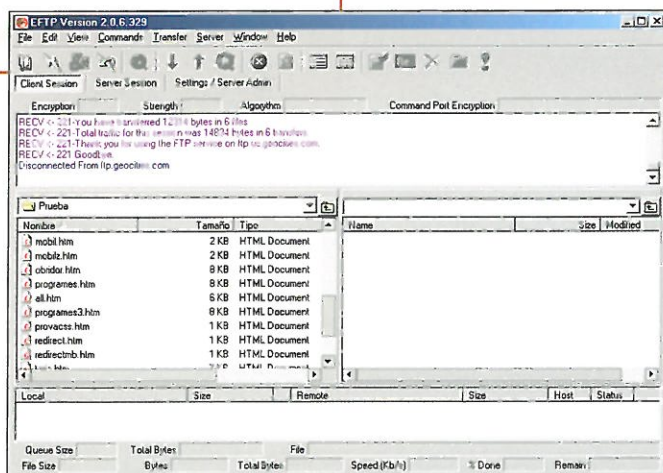 EFTP Version 2.0.6.329
File Edit View Commands Transfer Server Window Help
Client Session Server Session Settings / Server Admin
Encryption Strength Algorythm Command Port Encryption
RECV <- 221-You have transferred 12314 bytes in 6 files.
RECV <- 221-Total traffic for this session was 14834 bytes in 6 transfers.
RECV <- 221-Thank you for using the FTP service on ftp.us.geocities.com.
RECV <- 221 Goodbye.
Disconnected From ftp.geocities.com
Prueba
Nombre Tamaño Tipo Name Size Modified
mobil.htm 2 KB HTML Document
mobilz.htm 2 KB HTML Document
obridor.htm 8 KB HTML Document
programes.htm 8 KB HTML Document
all.htm 6 KB HTML Document
programes3.htm 8 KB HTML Document
provacss.htm 1 KB HTML Document
redirect.htm 1 KB HTML Document
redirectmb.htm 1 KB HTML Document
Local Size Remote Size Host Status
Queue Size Total Bytes File
File Size Bytes Total Bytes Speed (Kb/s) % Done Remain